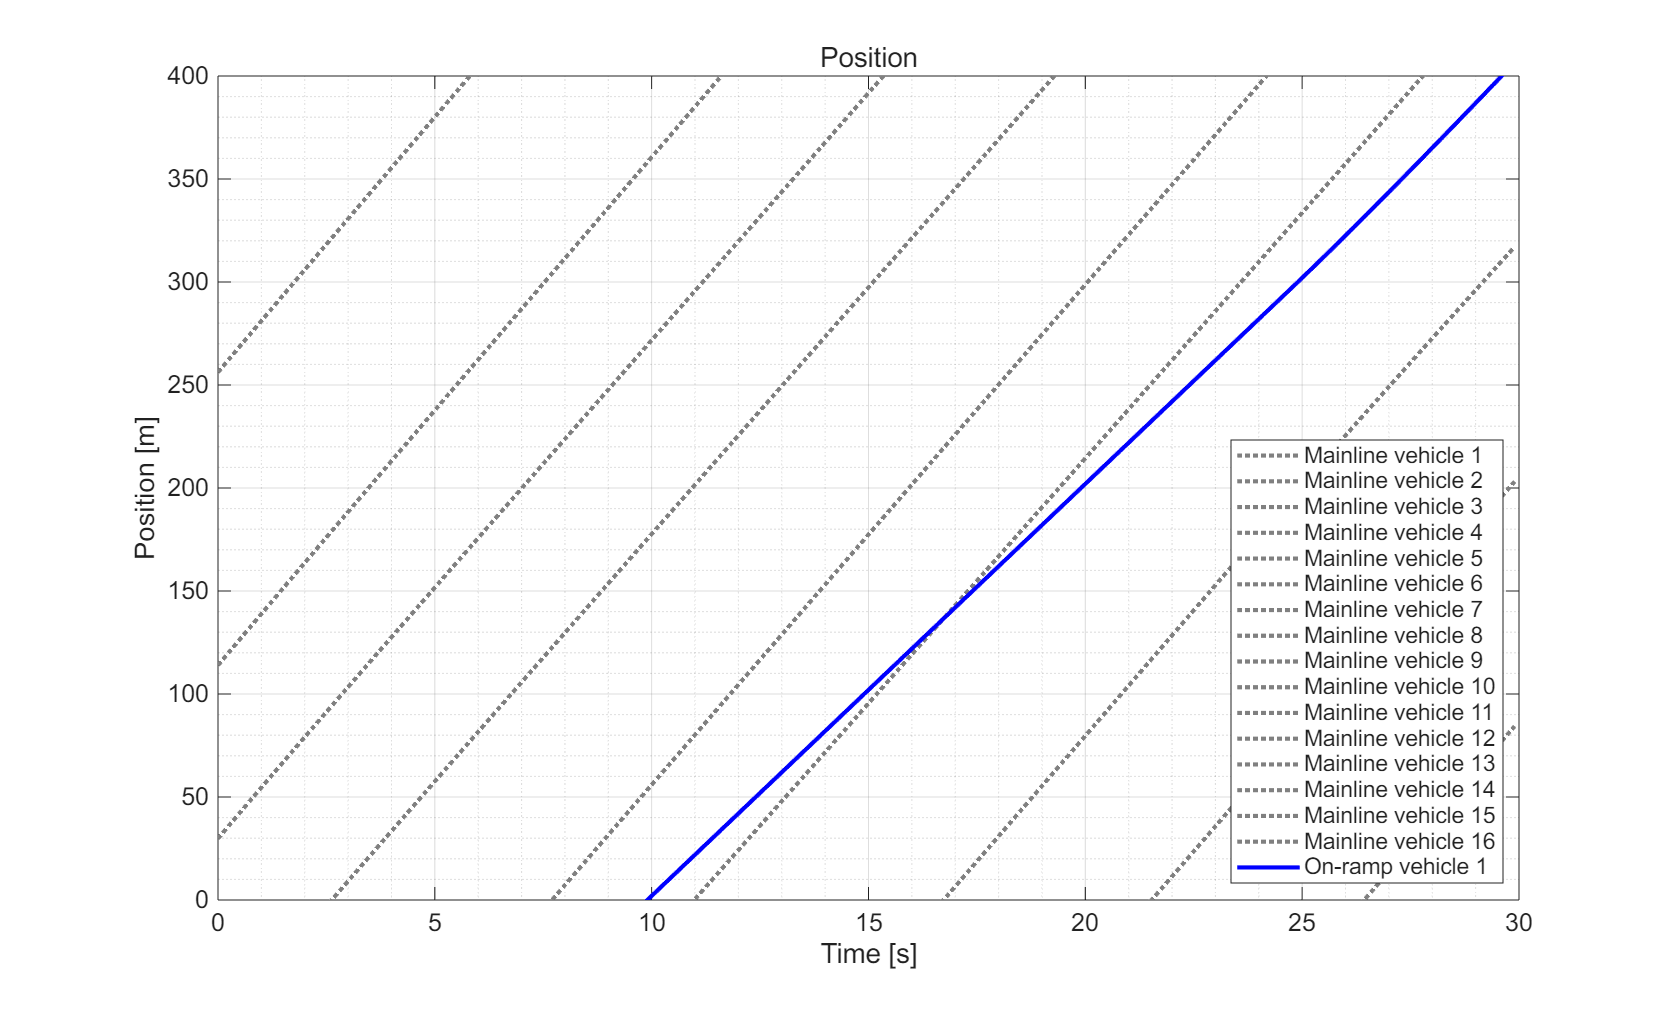 Position
400
350
300
250
200
150
100
50
0
Position [m]
0 5 10 15 20 25 30
Time [s]
Mainline vehicle 1
Mainline vehicle 2
Mainline vehicle 3
Mainline vehicle 4
Mainline vehicle 5
Mainline vehicle 6
Mainline vehicle 7
Mainline vehicle 8
Mainline vehicle 9
Mainline vehicle 10
Mainline vehicle 11
Mainline vehicle 12
Mainline vehicle 13
Mainline vehicle 14
Mainline vehicle 15
Mainline vehicle 16
On-ramp vehicle 1